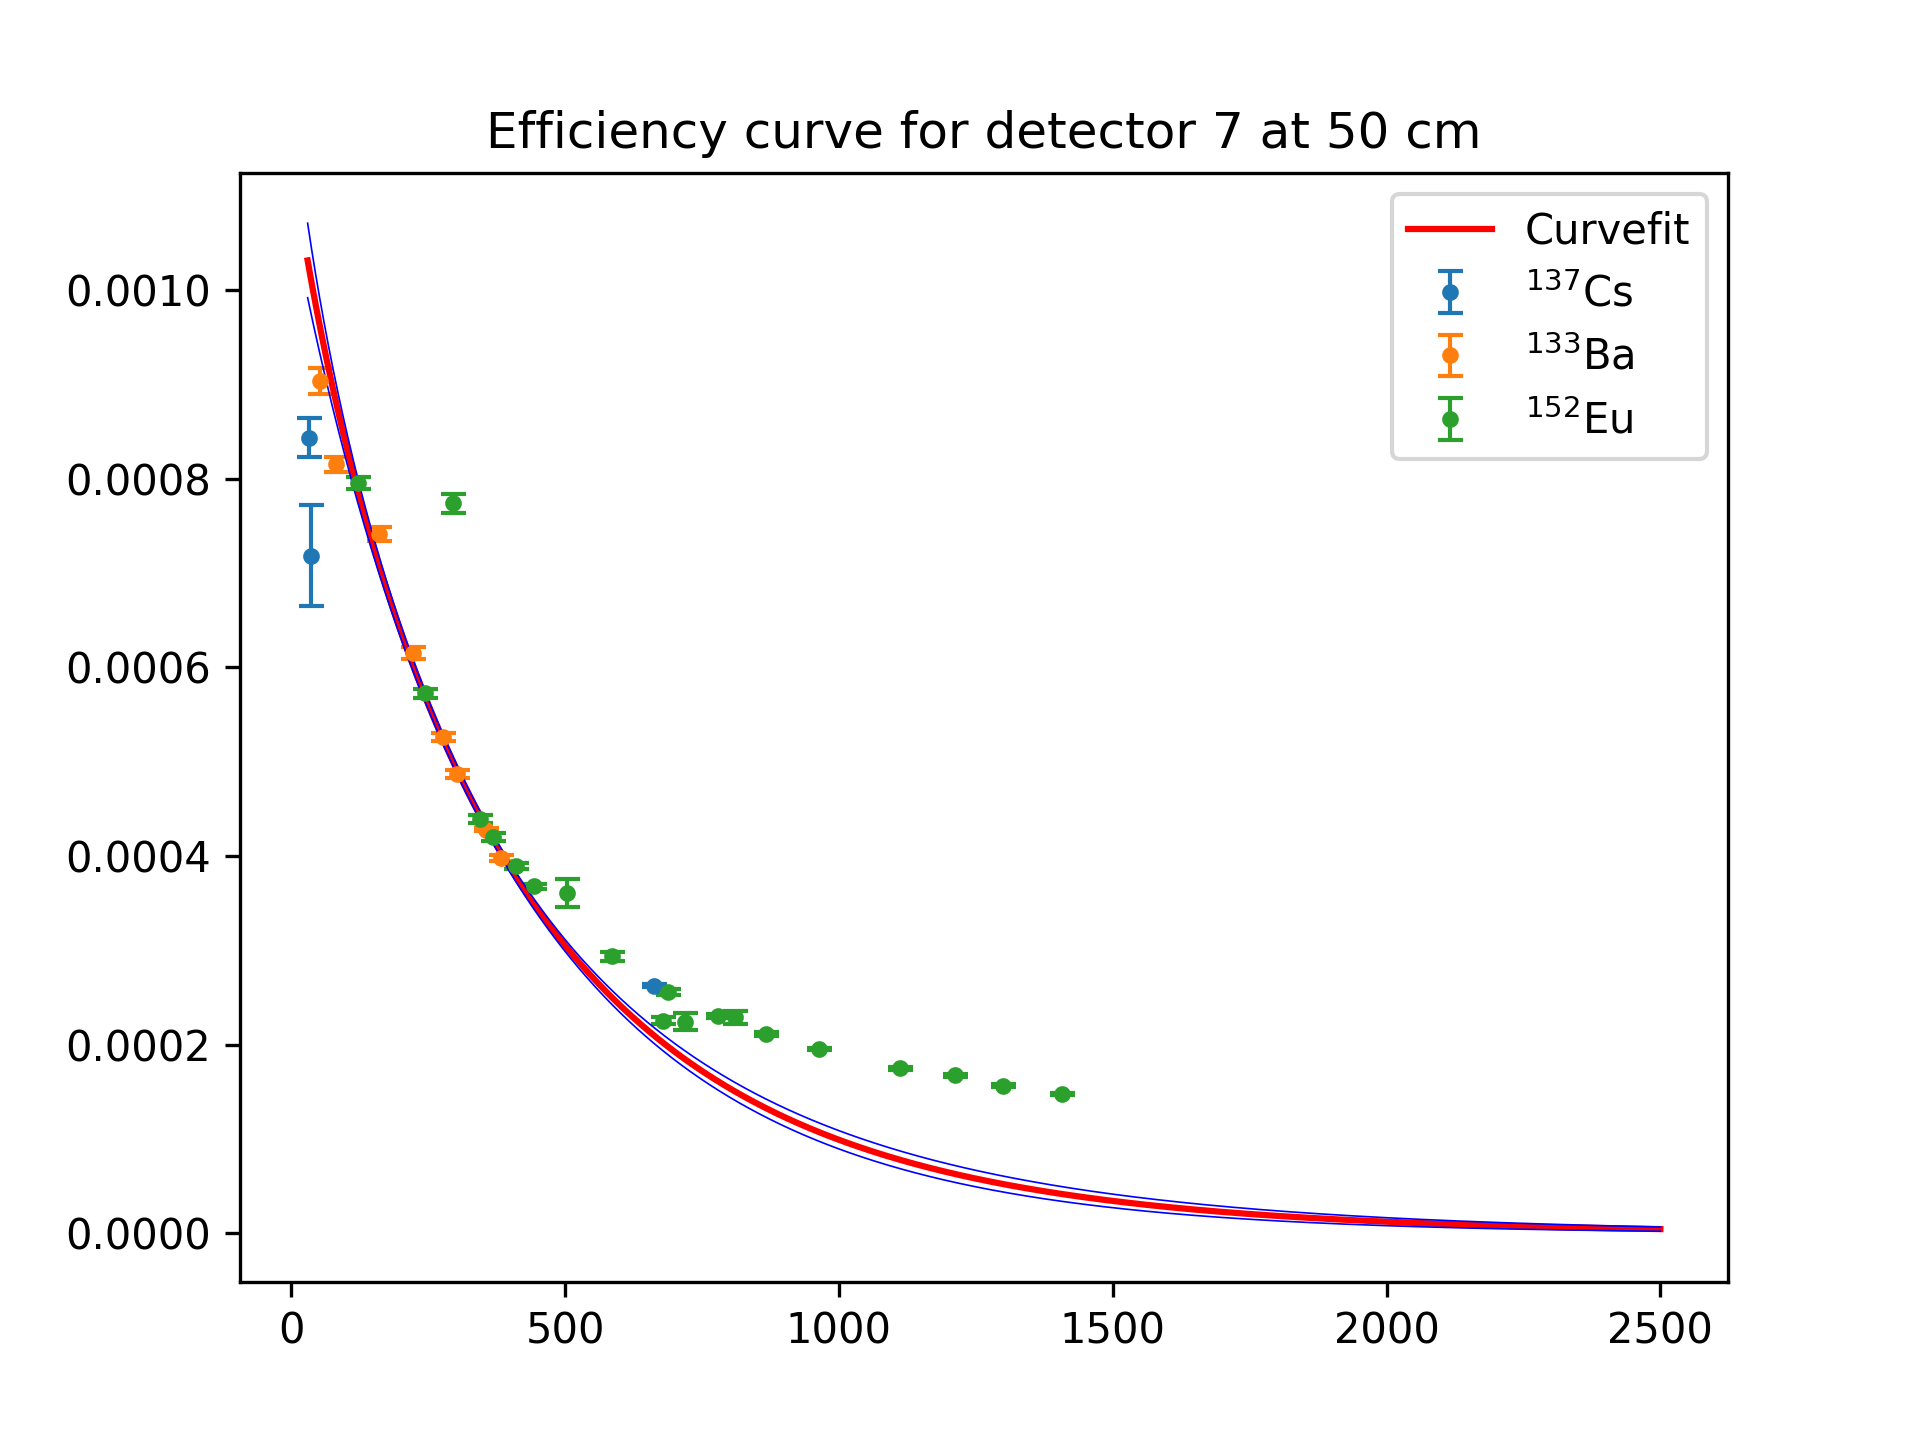 Efficiency curve for detector 7 at 50 cm
Curvefit
¹³⁷Cs
¹³³Ba
¹⁵²Eu
0.0010
0.0008
0.0006
0.0004
0.0002
0.0000
0 500 1000 1500 2000 2500